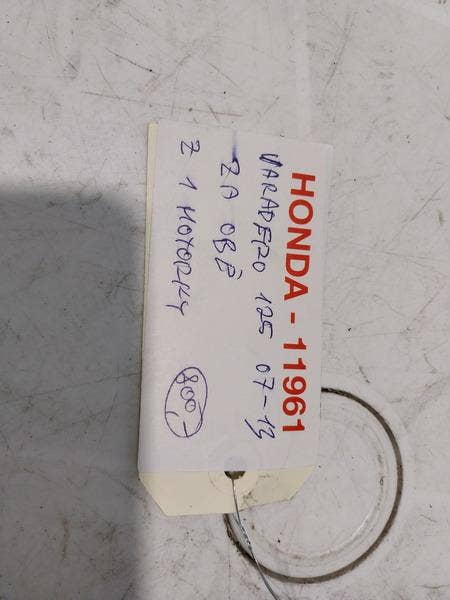 HONDA - 11961
VARADERO 125 07-13
ZA OBĚ
Z 1 MOTORKY
800,-